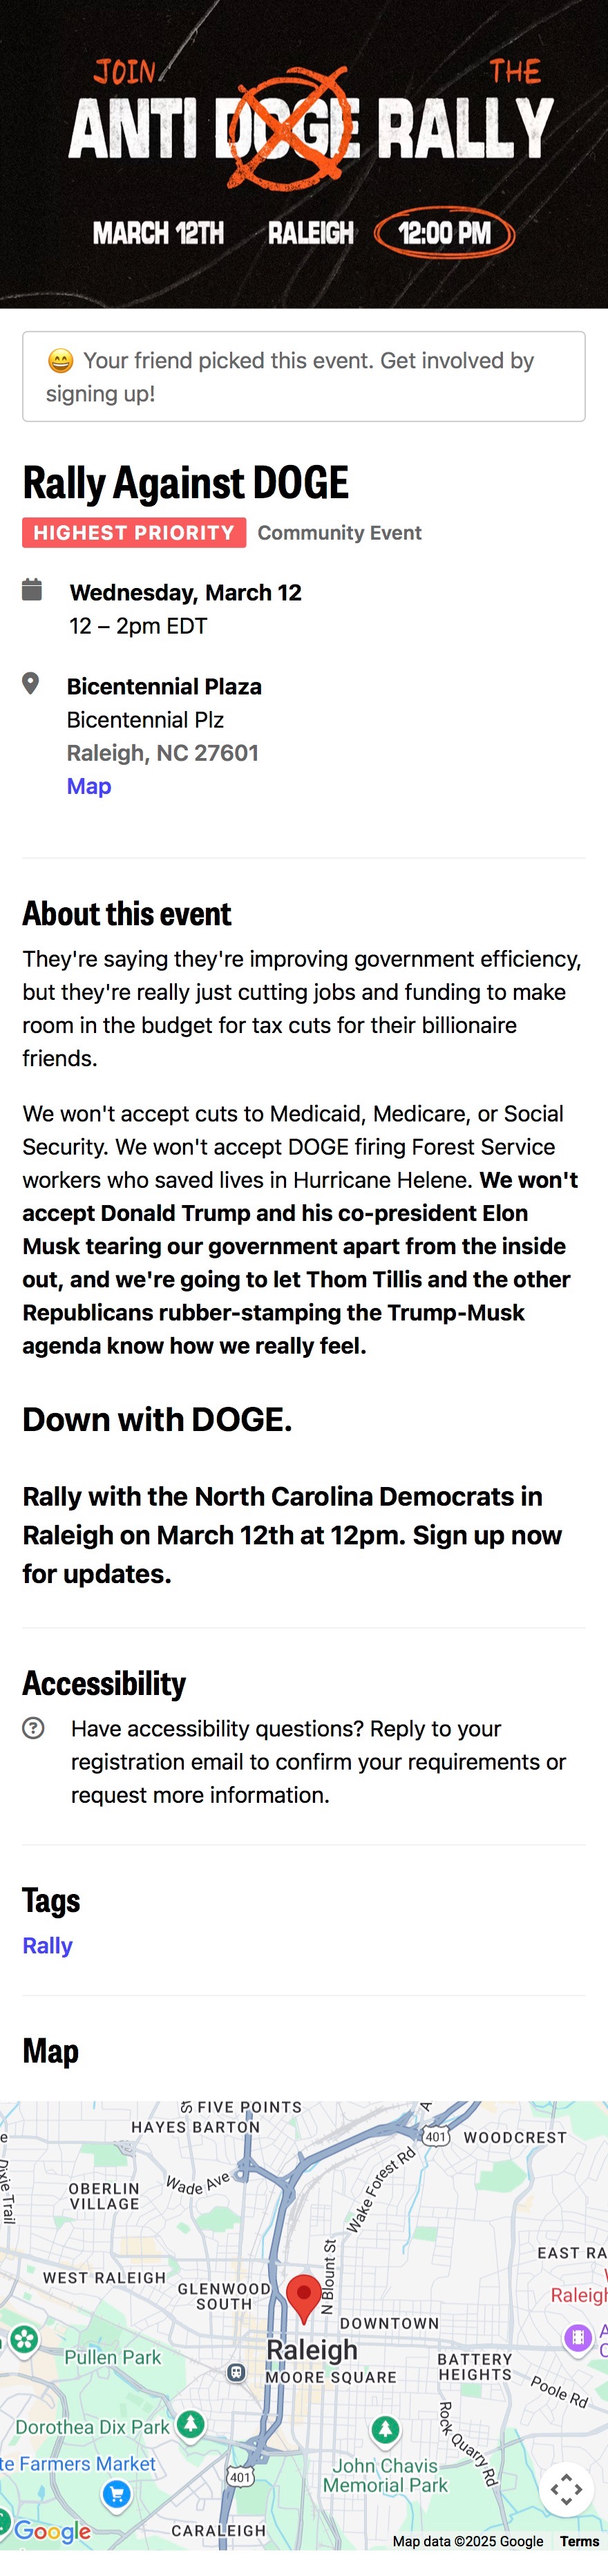 JOIN THE
ANTI DOGE RALLY
MARCH 12TH RALEIGH 12:00 PM
😄 Your friend picked this event. Get involved by
signing up!
Rally Against DOGE
HIGHEST PRIORITY Community Event
Wednesday, March 12
12 – 2pm EDT
Bicentennial Plaza
Bicentennial Plz
Raleigh, NC 27601
Map
About this event
They're saying they're improving government efficiency,
but they're really just cutting jobs and funding to make
room in the budget for tax cuts for their billionaire
friends.
We won't accept cuts to Medicaid, Medicare, or Social
Security. We won't accept DOGE firing Forest Service
workers who saved lives in Hurricane Helene. We won't
accept Donald Trump and his co-president Elon
Musk tearing our government apart from the inside
out, and we're going to let Thom Tillis and the other
Republicans rubber-stamping the Trump-Musk
agenda know how we really feel.
Down with DOGE.
Rally with the North Carolina Democrats in
Raleigh on March 12th at 12pm. Sign up now
for updates.
Accessibility
Have accessibility questions? Reply to your
registration email to confirm your requirements or
request more information.
Tags
Rally
Map
FIVE POINTS
HAYES BARTON
401
WOODCREST
Trail
OBERLIN
VILLAGE
Wade Ave
Wake Forest Rd
EAST RA
WEST RALEIGH
GLENWOOD
SOUTH
N Blount St
Raleigh
DOWNTOWN
Pullen Park
Raleigh
MOORE SQUARE
BATTERY
HEIGHTS
Poole Rd
Dorothea Dix Park
Rock Quarry Rd
te Farmers Market
401
John Chavis
Memorial Park
Google
CARALEIGH
Map data ©2025 Google Terms